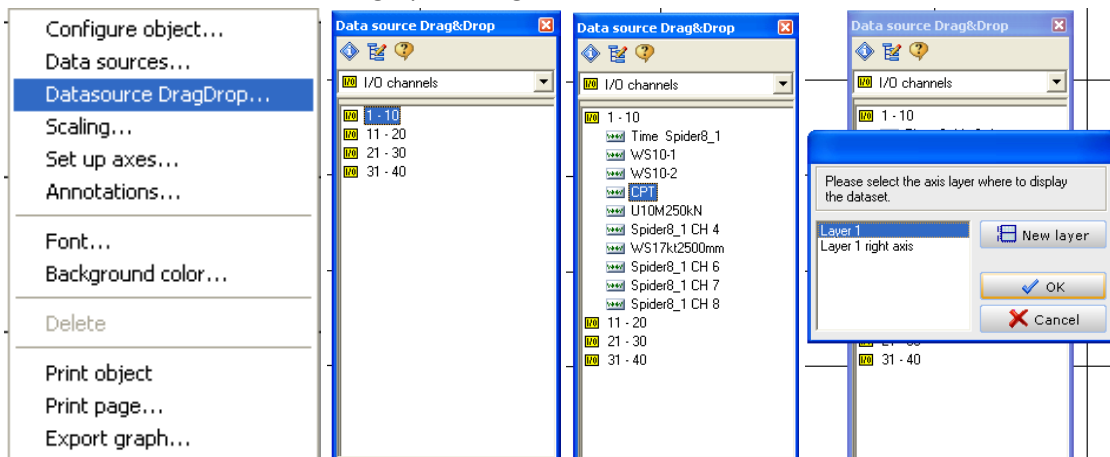 Configure object...
Data sources...
Datasource DragDrop...
Scaling...
Set up axes...
Annotations...
Font...
Background color...
Delete
Print object
Print page...
Export graph...
Data source Drag&Drop
I/O channels
1 - 10
11 - 20
21 - 30
31 - 40
Data source Drag&Drop
I/O channels
1 - 10
Time Spider8_1
WS10-1
WS10-2
CPT
U10M250kN
Spider8_1 CH 4
WS17kt2500mm
Spider8_1 CH 6
Spider8_1 CH 7
Spider8_1 CH 8
11 - 20
21 - 30
31 - 40
Data source Drag&Drop
I/O channels
1 - 10
Please select the axis layer where to display
the dataset.
Layer 1
Layer 1 right axis
New layer
OK
Cancel
31 - 40